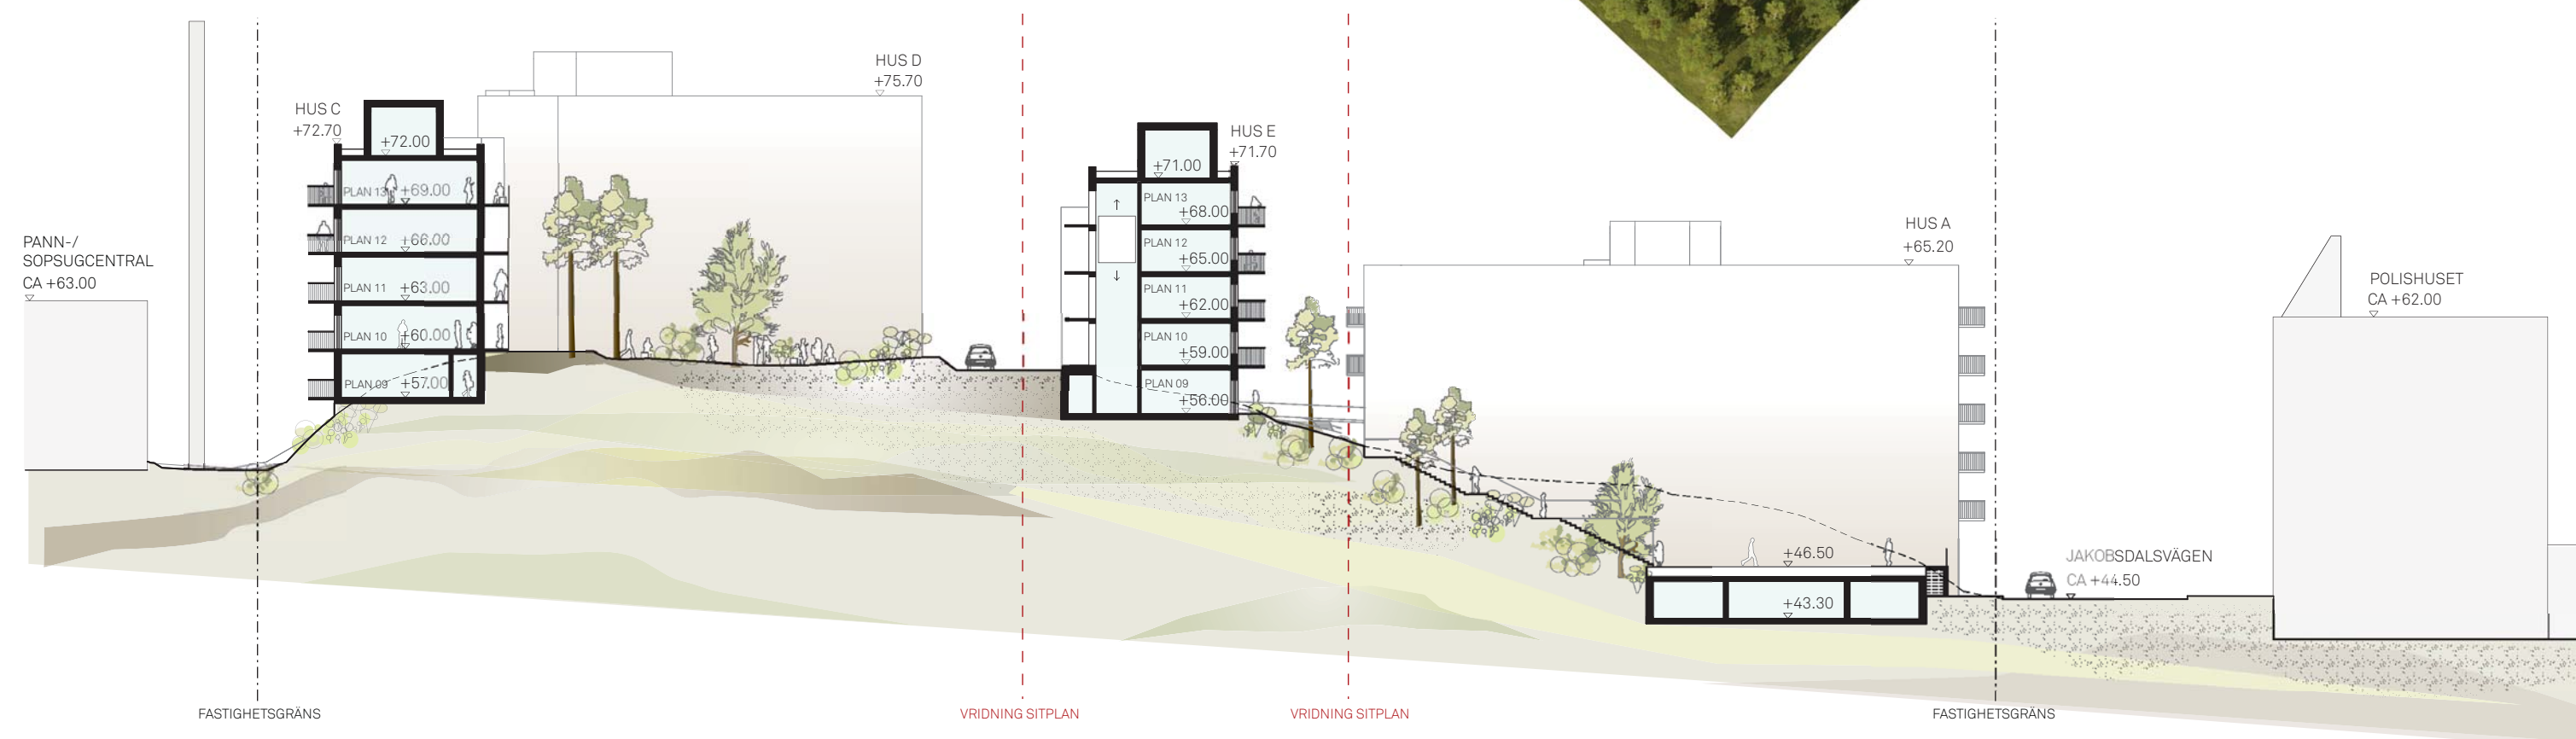 PANN-/
SOPSUGCENTRAL
CA +63.00
HUS C
+72.70
+72.00
PLAN 13 +69.00
PLAN 12 +66.00
PLAN 11 +63.00
PLAN 10 +60.00
PLAN 09 +57.00
HUS D
+75.70
HUS E
+71.70
+71.00
PLAN 13
+68.00
PLAN 12
+65.00
PLAN 11
+62.00
PLAN 10
+59.00
PLAN 09
+56.00
HUS A
+65.20
+46.50
+43.30
JAKOBSDALSVÄGEN
CA +44.50
POLISHUSET
CA +62.00
FASTIGHETSGRÄNS
VRIDNING SITPLAN
VRIDNING SITPLAN
FASTIGHETSGRÄNS